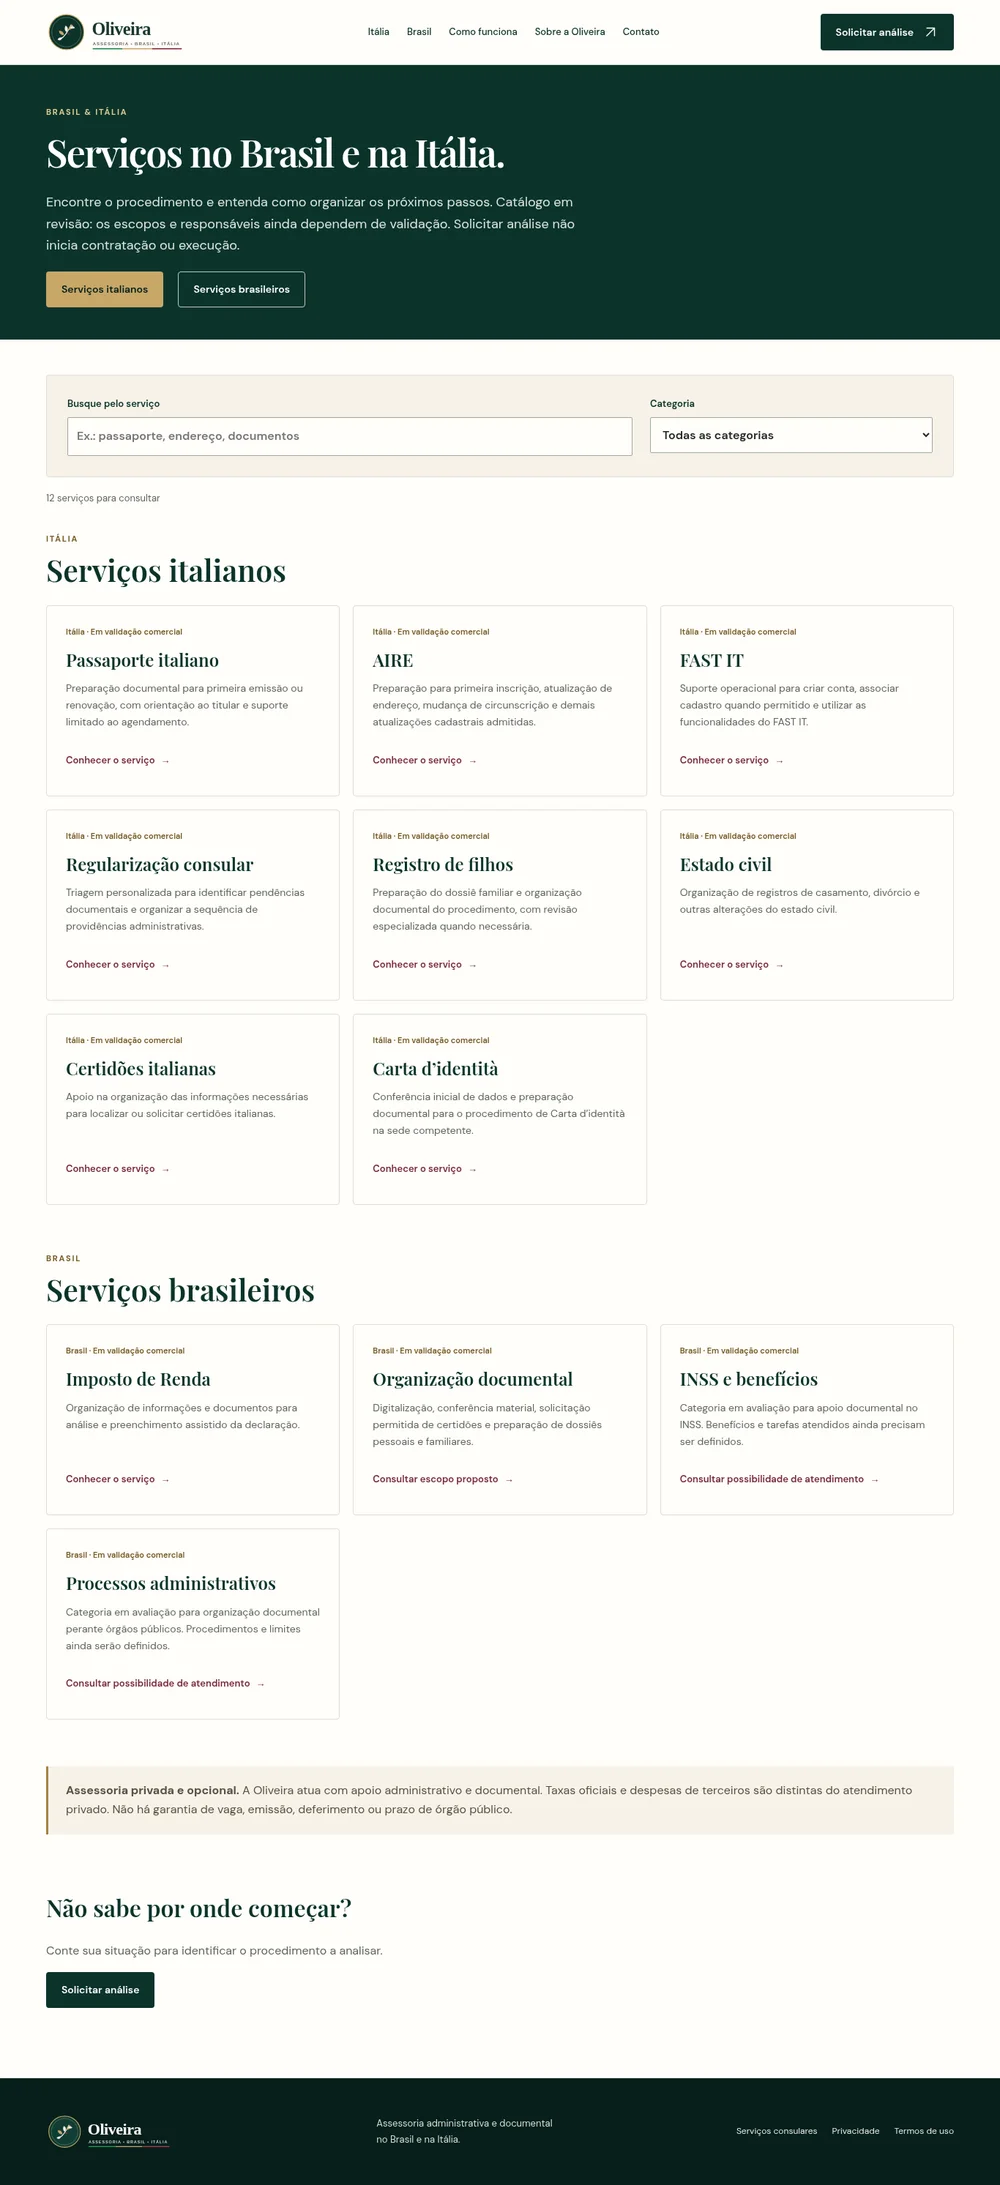 Oliveira
ASSESSORIA • BRASIL • ITÁLIA
Itália
Brasil
Como funciona
Sobre a Oliveira
Contato
Solicitar análise
BRASIL & ITÁLIA
Serviços no Brasil e na Itália.
Encontre o procedimento e entenda como organizar os próximos passos. Catálogo em
revisão: os escopos e responsáveis ainda dependem de validação. Solicitar análise não
inicia contratação ou execução.
Serviços italianos
Serviços brasileiros
Busque pelo serviço
Ex.: passaporte, endereço, documentos
Categoria
Todas as categorias
12 serviços para consultar
ITÁLIA
Serviços italianos
Itália · Em validação comercial
Passaporte italiano
Preparação documental para primeira emissão ou
renovação, com orientação ao titular e suporte
limitado ao agendamento.
Conhecer o serviço →
Itália · Em validação comercial
AIRE
Preparação para primeira inscrição, atualização de
endereço, mudança de circunscrição e demais
atualizações cadastrais admitidas.
Conhecer o serviço →
Itália · Em validação comercial
FAST IT
Suporte operacional para criar conta, associar
cadastro quando permitido e utilizar as
funcionalidades do FAST IT.
Conhecer o serviço →
Itália · Em validação comercial
Regularização consular
Triagem personalizada para identificar pendências
documentais e organizar a sequência de
providências administrativas.
Conhecer o serviço →
Itália · Em validação comercial
Registro de filhos
Preparação do dossiê familiar e organização
documental do procedimento, com revisão
especializada quando necessária.
Conhecer o serviço →
Itália · Em validação comercial
Estado civil
Organização de registros de casamento, divórcio e
outras alterações do estado civil.
Conhecer o serviço →
Itália · Em validação comercial
Certidões italianas
Apoio na organização das informações necessárias
para localizar ou solicitar certidões italianas.
Conhecer o serviço →
Itália · Em validação comercial
Carta d’identità
Conferência inicial de dados e preparação
documental para o procedimento de Carta d’identità
na sede competente.
Conhecer o serviço →
BRASIL
Serviços brasileiros
Brasil · Em validação comercial
Imposto de Renda
Organização de informações e documentos para
análise e preenchimento assistido da declaração.
Conhecer o serviço →
Brasil · Em validação comercial
Organização documental
Digitalização, conferência material, solicitação
permitida de certidões e preparação de dossiês
pessoais e familiares.
Consultar escopo proposto →
Brasil · Em validação comercial
INSS e benefícios
Categoria em avaliação para apoio documental no
INSS. Benefícios e tarefas atendidos ainda precisam
ser definidos.
Consultar possibilidade de atendimento →
Brasil · Em validação comercial
Processos administrativos
Categoria em avaliação para organização documental
perante órgãos públicos. Procedimentos e limites
ainda serão definidos.
Consultar possibilidade de atendimento →
Assessoria privada e opcional. A Oliveira atua com apoio administrativo e documental. Taxas oficiais e despesas de terceiros são distintas do atendimento
privado. Não há garantia de vaga, emissão, deferimento ou prazo de órgão público.
Não sabe por onde começar?
Conte sua situação para identificar o procedimento a analisar.
Solicitar análise
Oliveira
ASSESSORIA • BRASIL • ITÁLIA
Assessoria administrativa e documental
no Brasil e na Itália.
Serviços consulares
Privacidade
Termos de uso